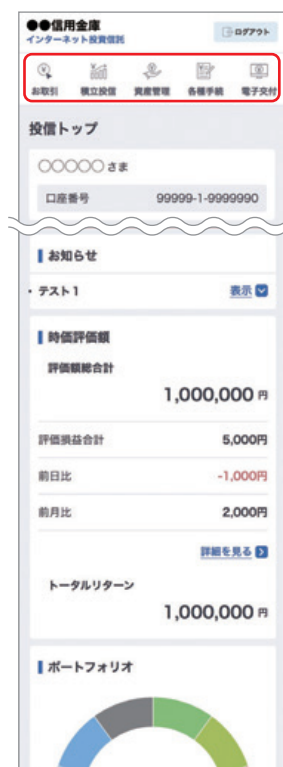 ●●信用金庫
インターネット投資信託
ログアウト
お取引 積立投信 資産管理 各種手続 電子交付
投信トップ
○○○○○さま
口座番号 99999-1-9999990
お知らせ
・テスト1 表示
時価評価額
評価額総合計
1,000,000 円
評価損益合計 5,000円
前日比 -1,000円
前月比 2,000円
詳細を見る
トータルリターン
1,000,000 円
ポートフォリオ